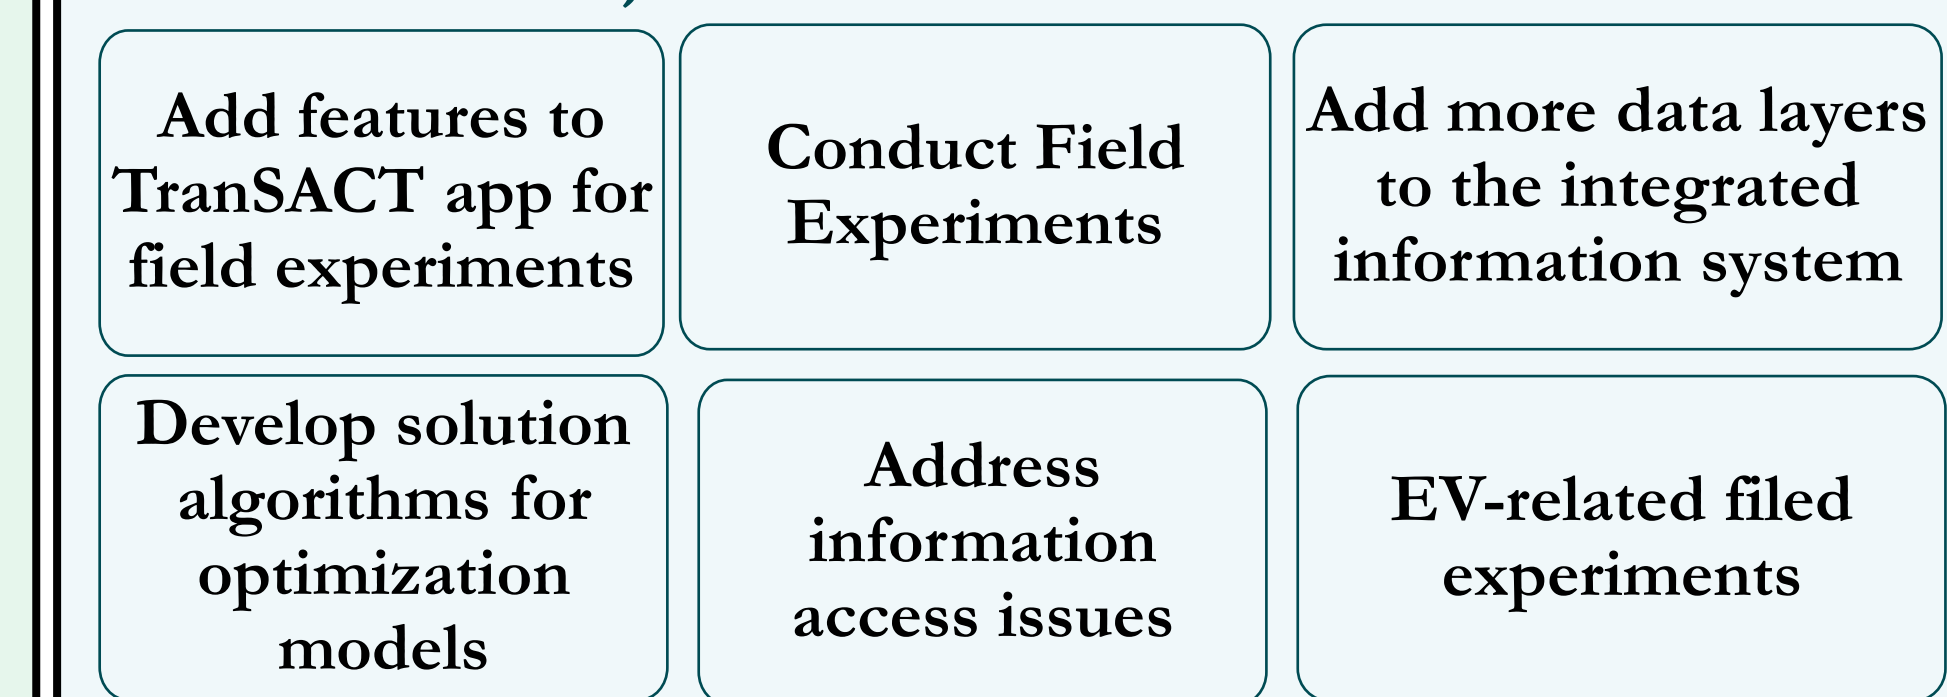 Add features to
TranSACT app for
field experiments
Conduct Field
Experiments
Add more data layers
to the integrated
information system
Develop solution
algorithms for
optimization
models
Address
information
access issues
EV-related filed
experiments